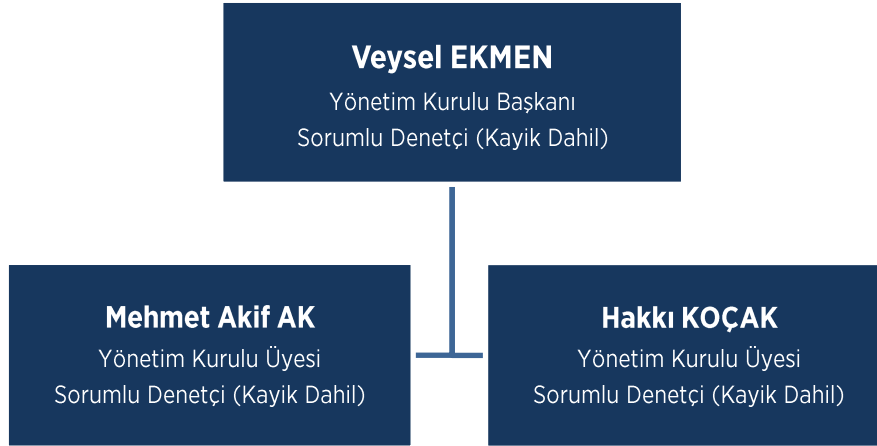 Veysel EKMEN
Yönetim Kurulu Başkanı
Sorumlu Denetçi (Kayik Dahil)
Mehmet Akif AK
Yönetim Kurulu Üyesi
Sorumlu Denetçi (Kayik Dahil)
Hakkı KOÇAK
Yönetim Kurulu Üyesi
Sorumlu Denetçi (Kayik Dahil)